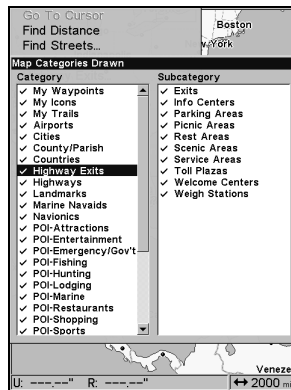 Go To Cursor
Find Distance
Find Streets...
Boston
New York
Map Categories Drawn
Category
My Waypoints
My Icons
My Trails
Airports
Cities
County/Parish
Countries
Highway Exits
Highways
Landmarks
Marine Navaids
Navionics
POI-Attractions
POI-Entertainment
POI-Emergency/Gov't
POI-Fishing
POI-Hunting
POI-Lodging
POI-Marine
POI-Restaurants
POI-Shopping
POI-Sports
Subcategory
Exits
Info Centers
Parking Areas
Picnic Areas
Rest Areas
Scenic Areas
Service Areas
Toll Plazas
Welcome Centers
Weigh Stations
Veneze
U: ---.--" R: ---.--" ↔ 2000 mi